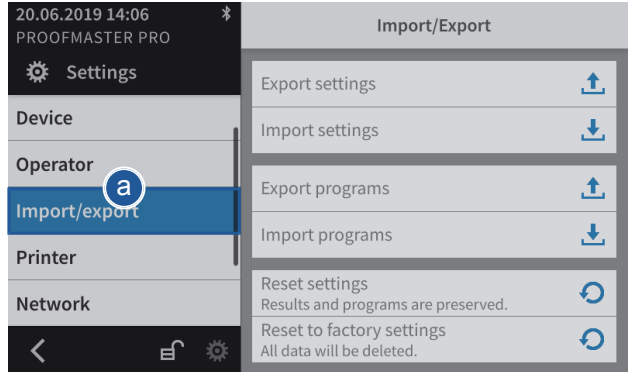 20.06.2019 14:06
PROOFMASTER PRO
Settings
Device
Operator
a
Import/export
Printer
Network
Import/Export
Export settings
Import settings
Export programs
Import programs
Reset settings
Results and programs are preserved.
Reset to factory settings
All data will be deleted.